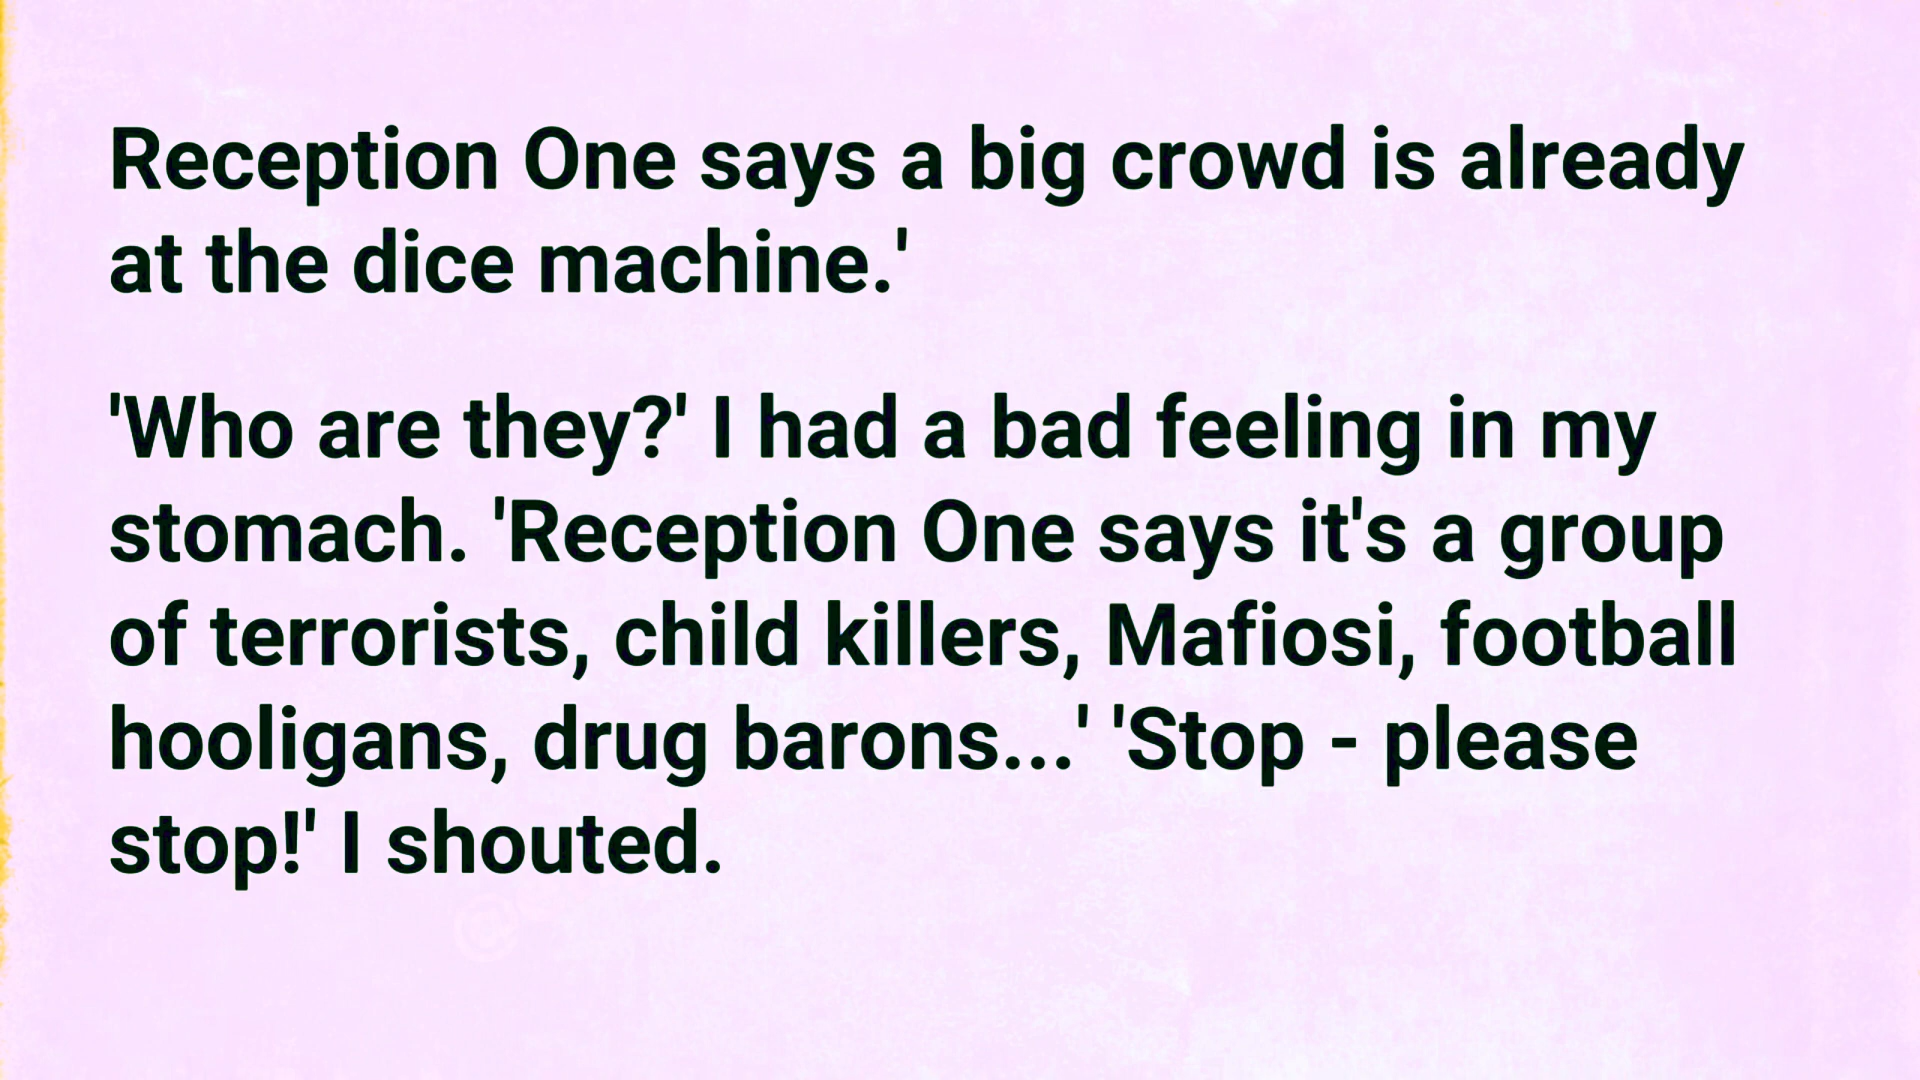 Reception One says a big crowd is already
at the dice machine.'
'Who are they?' I had a bad feeling in my
stomach. 'Reception One says it's a group
of terrorists, child killers, Mafiosi, football
hooligans, drug barons...' 'Stop - please
stop!' I shouted.